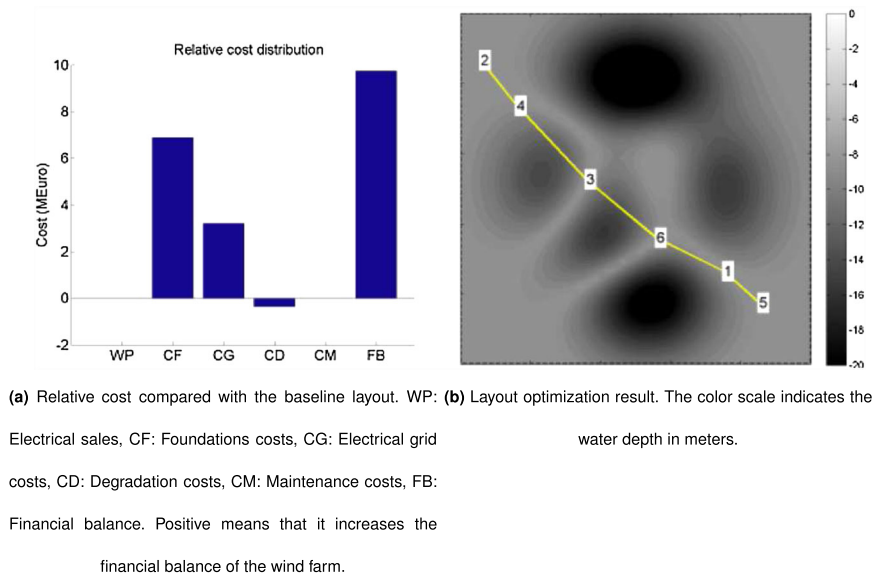 Relative cost distribution
Cost (MEuro)
10
8
6
4
2
0
-2
WP CF CG CD CM FB
2
4
3
6
1
5
0
-2
-4
-6
-8
-10
-12
-14
-16
-18
-20
(a) Relative cost compared with the baseline layout. WP:
Electrical sales, CF: Foundations costs, CG: Electrical grid
costs, CD: Degradation costs, CM: Maintenance costs, FB:
Financial balance. Positive means that it increases the
financial balance of the wind farm.
(b) Layout optimization result. The color scale indicates the
water depth in meters.